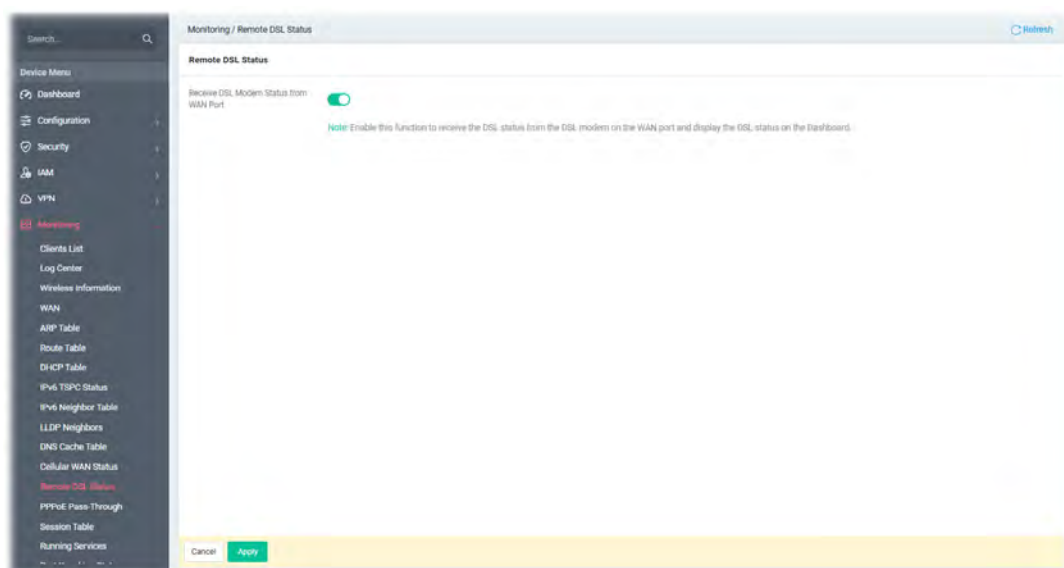 Search...
Device Menu
Dashboard
Configuration
Security
IAM
VPN
Monitoring
Clients List
Log Center
Wireless Information
WAN
ARP Table
Route Table
DHCP Table
IPv6 TSPC Status
IPv6 Neighbor Table
LLDP Neighbors
DNS Cache Table
Cellular WAN Status
Remote DSL Status
PPPoE Pass-Through
Session Table
Running Services
Monitoring / Remote DSL Status
Refresh
Remote DSL Status
Receive DSL Modem Status from
WAN Port
Note: Enable this function to receive the DSL status from the DSL modem on the WAN port and display the DSL status on the Dashboard.
Cancel
Apply